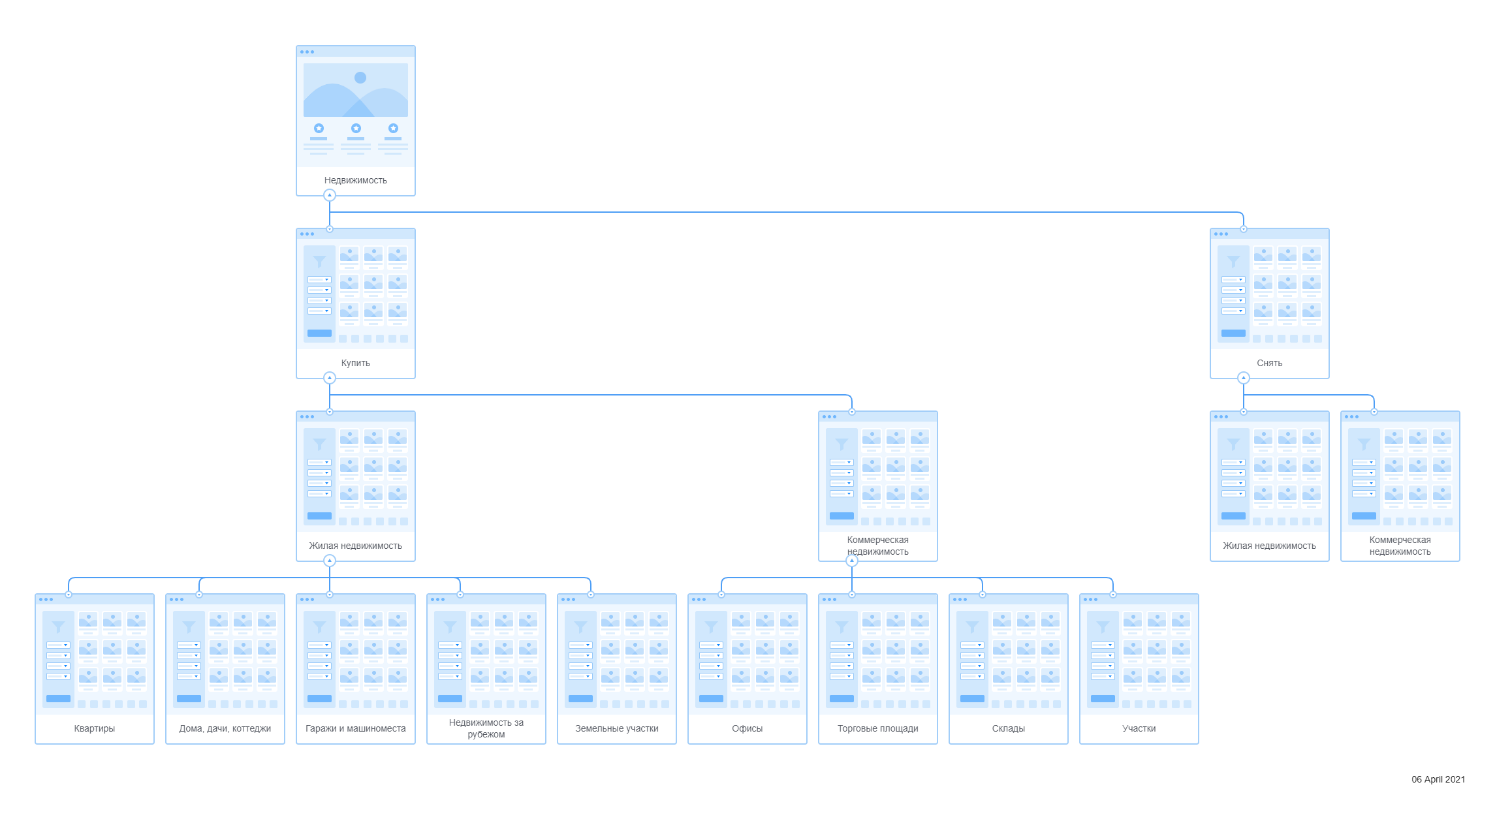 Недвижимость
Купить
Снять
Жилая недвижимость
Коммерческая
недвижимость
Жилая недвижимость
Коммерческая
недвижимость
Квартиры
Дома, дачи, коттеджи
Гаражи и машиноместа
Недвижимость за
рубежом
Земельные участки
Офисы
Торговые площади
Склады
Участки
06 April 2021